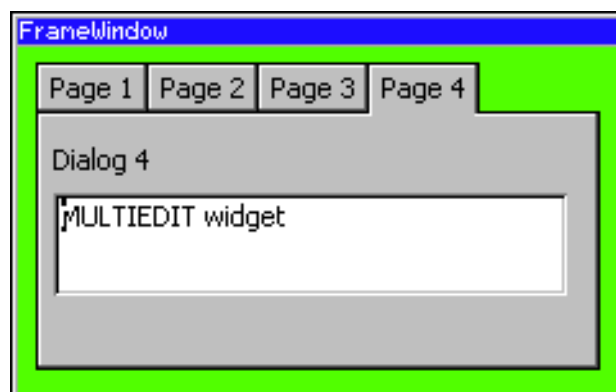 FrameWindow
Page 1 Page 2 Page 3 Page 4
Dialog 4
MULTIEDIT widget